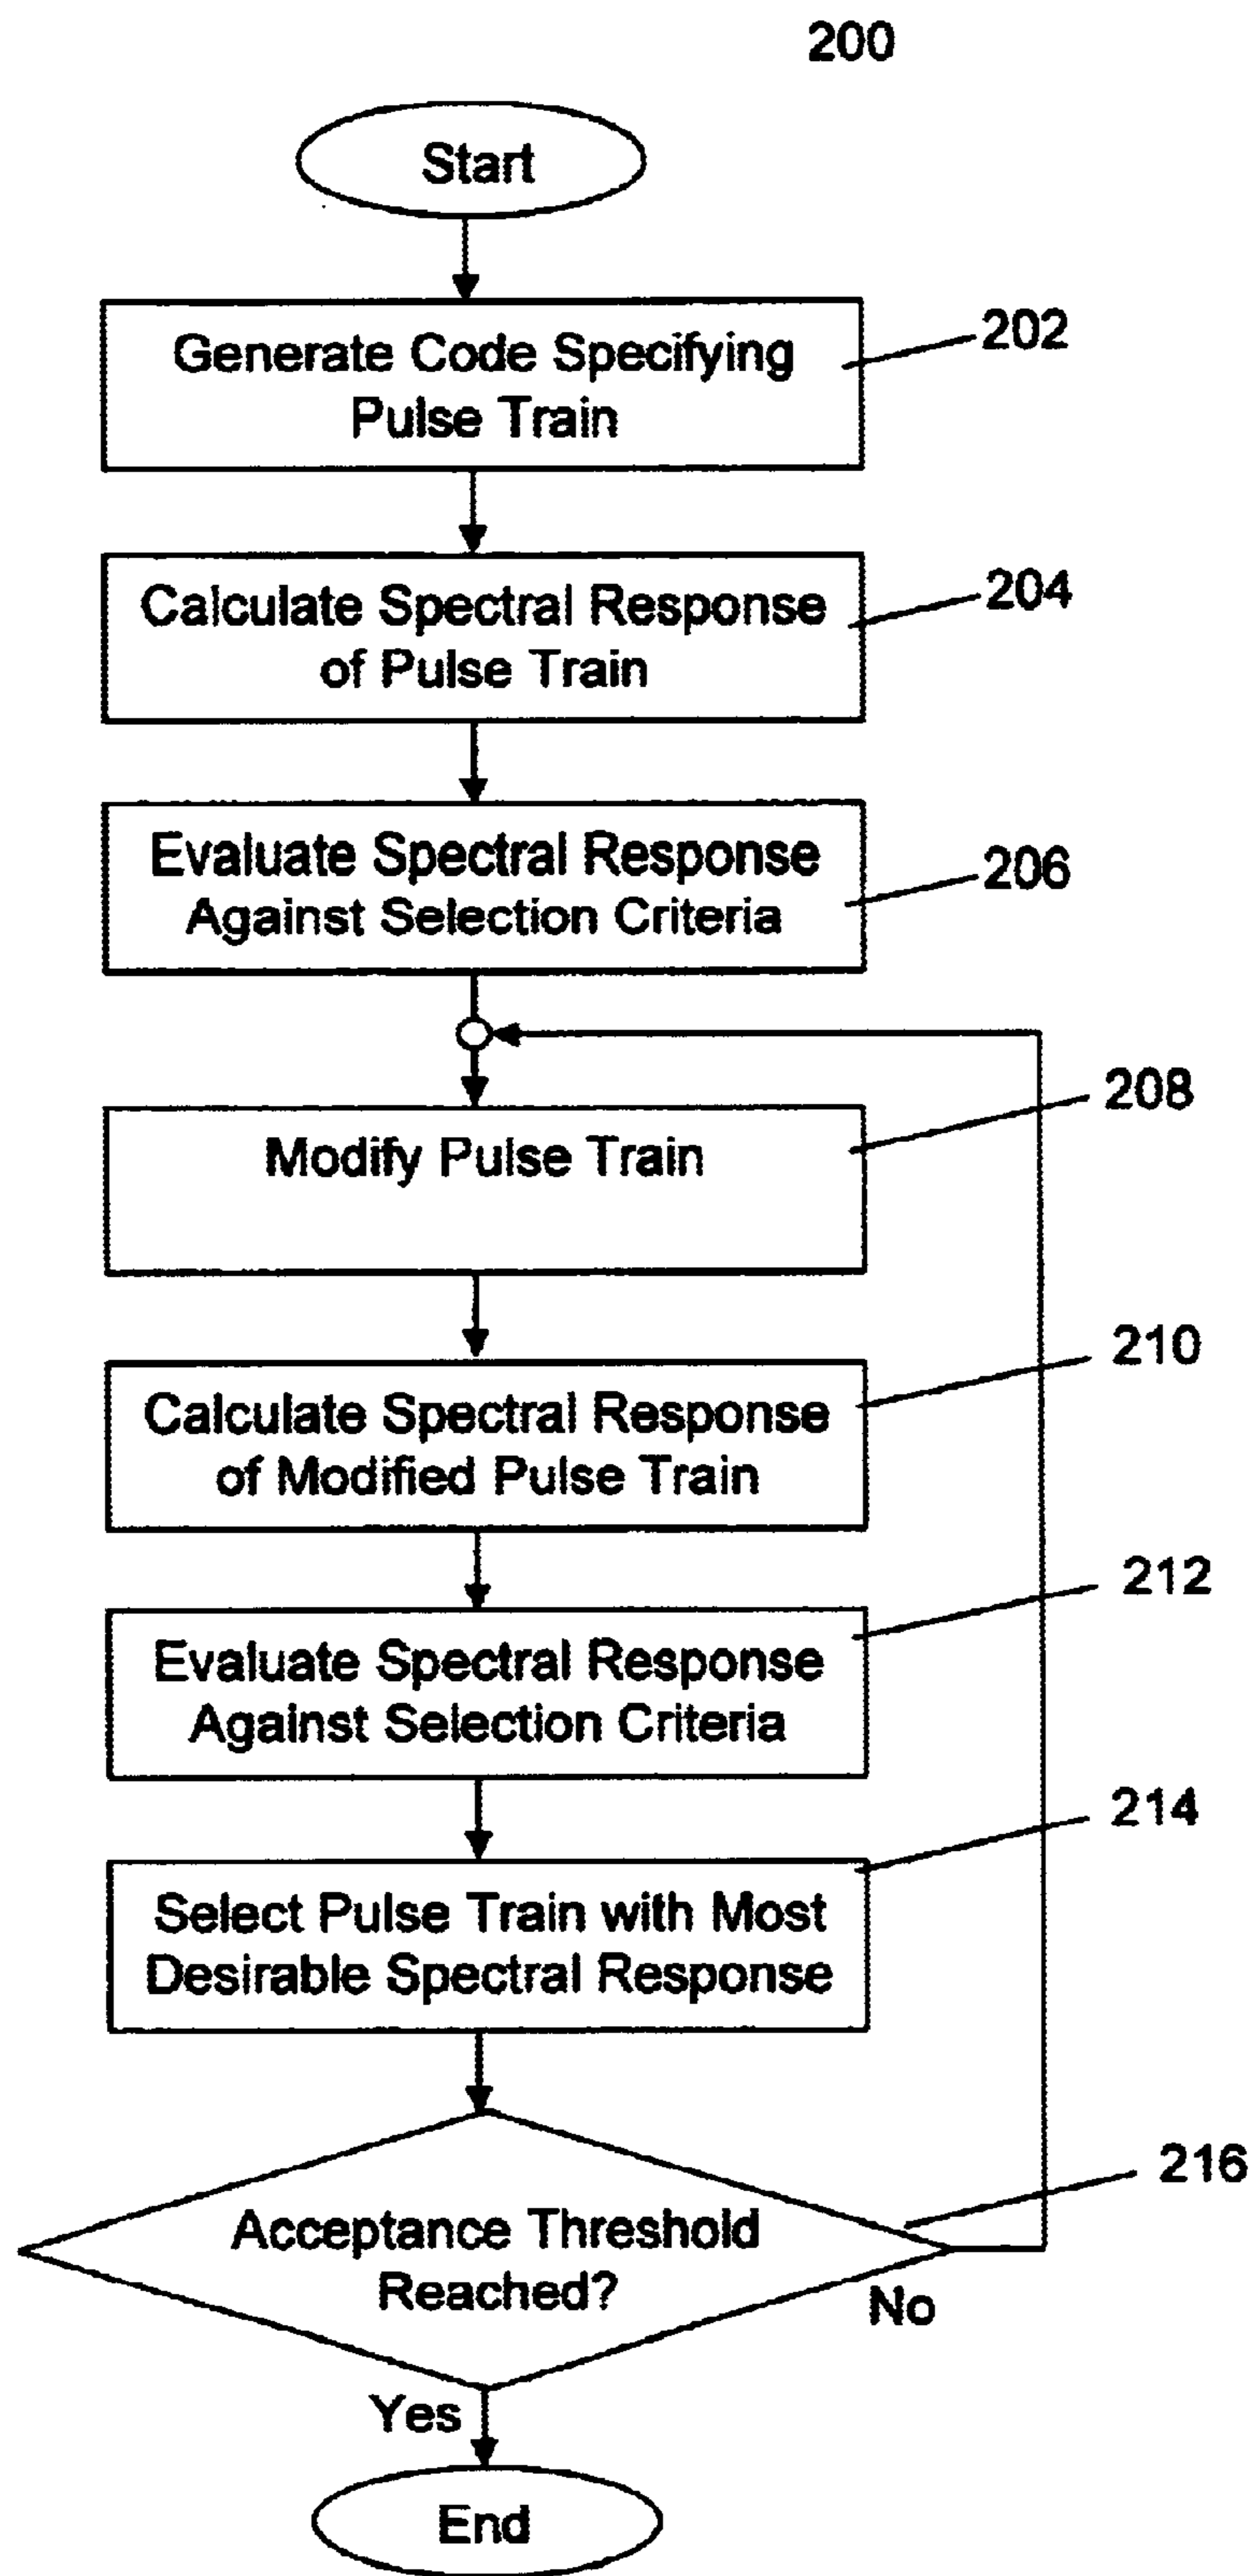 200
Start
Generate Code Specifying
Pulse Train
202
Calculate Spectral Response
of Pulse Train
204
Evaluate Spectral Response
Against Selection Criteria
206
Modify Pulse Train
208
Calculate Spectral Response
of Modified Pulse Train
210
Evaluate Spectral Response
Against Selection Criteria
212
Select Pulse Train with Most
Desirable Spectral Response
214
Acceptance Threshold
Reached?
216
No
Yes
End